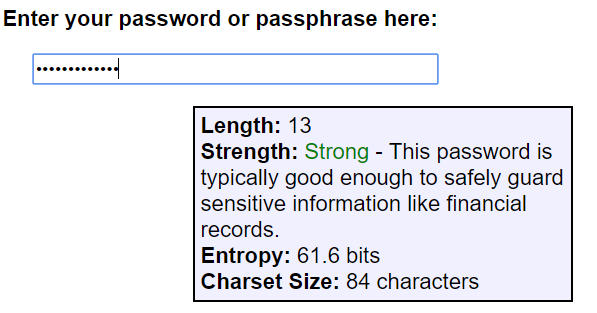 Enter your password or passphrase here:
•••••••••••••
Length: 13
Strength: Strong - This password is
typically good enough to safely guard
sensitive information like financial
records.
Entropy: 61.6 bits
Charset Size: 84 characters